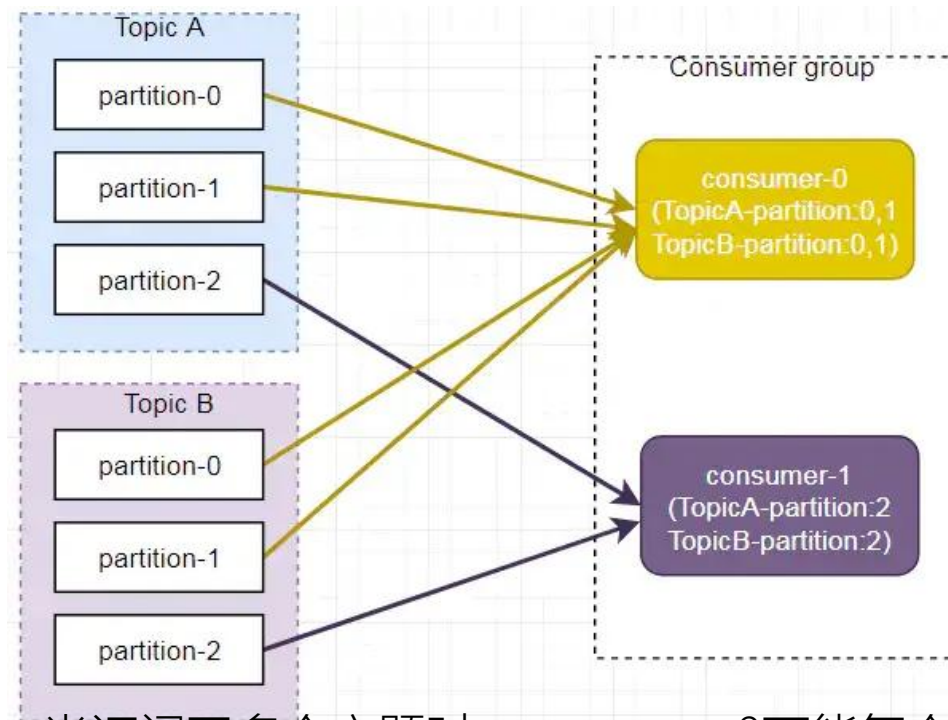 Topic A
partition-0
partition-1
partition-2
Topic B
partition-0
partition-1
partition-2
Consumer group
consumer-0
(TopicA-partition:0,1
TopicB-partition:0,1)
consumer-1
(TopicA-partition:2
TopicB-partition:2)